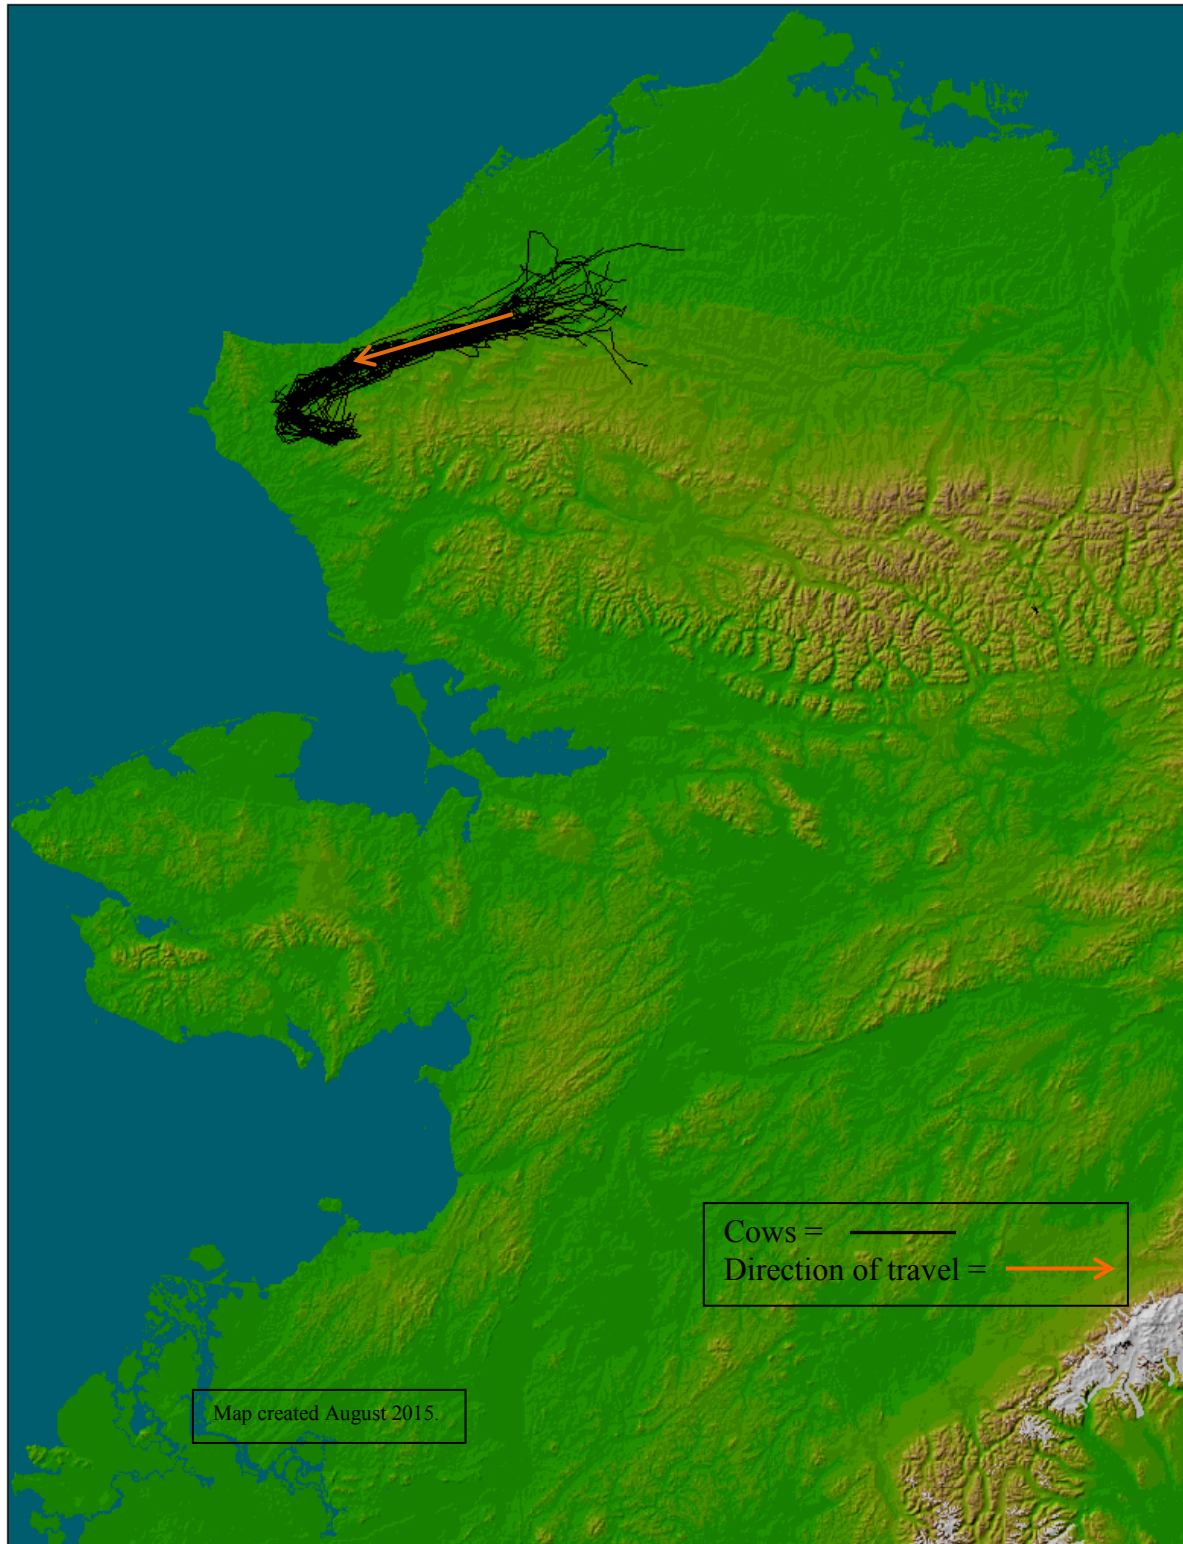 Cows =
Direction of travel =
Map created August 2015.